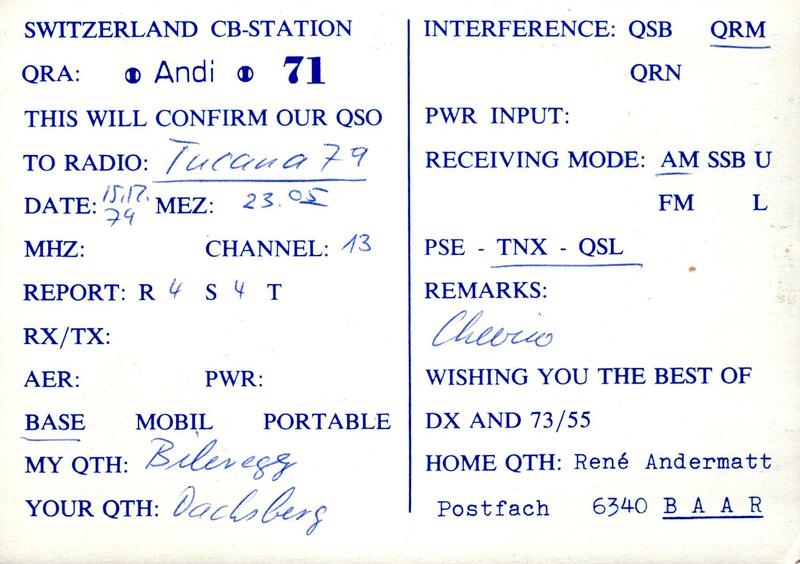 SWITZERLAND CB-STATION
QRA: Andi 71
THIS WILL CONFIRM OUR QSO
TO RADIO: Tucana 79
DATE: 15.12.79 MEZ: 23.05
MHZ: CHANNEL: 13
REPORT: R 4 S 4 T
RX/TX:
AER: PWR:
BASE MOBIL PORTABLE
MY QTH:
YOUR QTH: Dachsberg
INTERFERENCE: QSB QRM
QRN
PWR INPUT:
RECEIVING MODE: AM SSB U
FM L
PSE - TNX - QSL
REMARKS:
WISHING YOU THE BEST OF
DX AND 73/55
HOME QTH: René Andermatt
Postfach 6340 BAAR